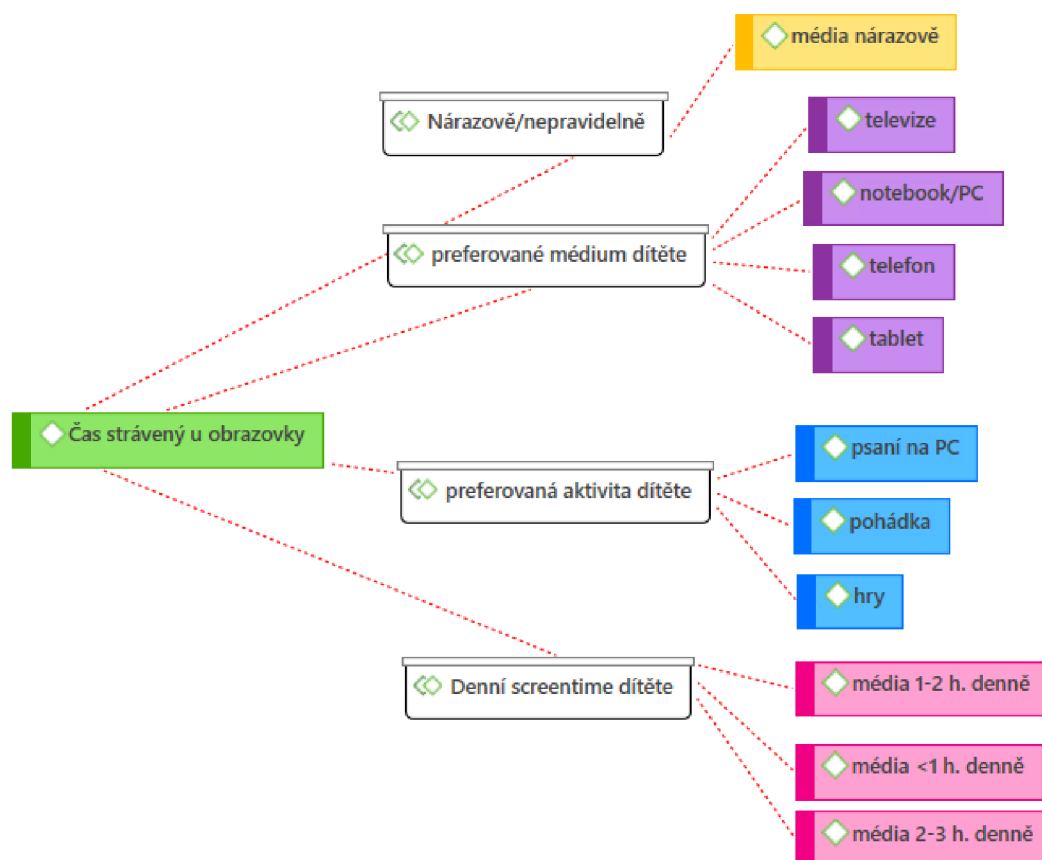 média nárazově
Nárazově/nepravidelně
televize
notebook/PC
preferované médium dítěte
telefon
tablet
Čas strávený u obrazovky
psaní na PC
preferovaná aktivita dítěte
pohádka
hry
Denní screentime dítěte
média 1-2 h. denně
média <1 h. denně
média 2-3 h. denně